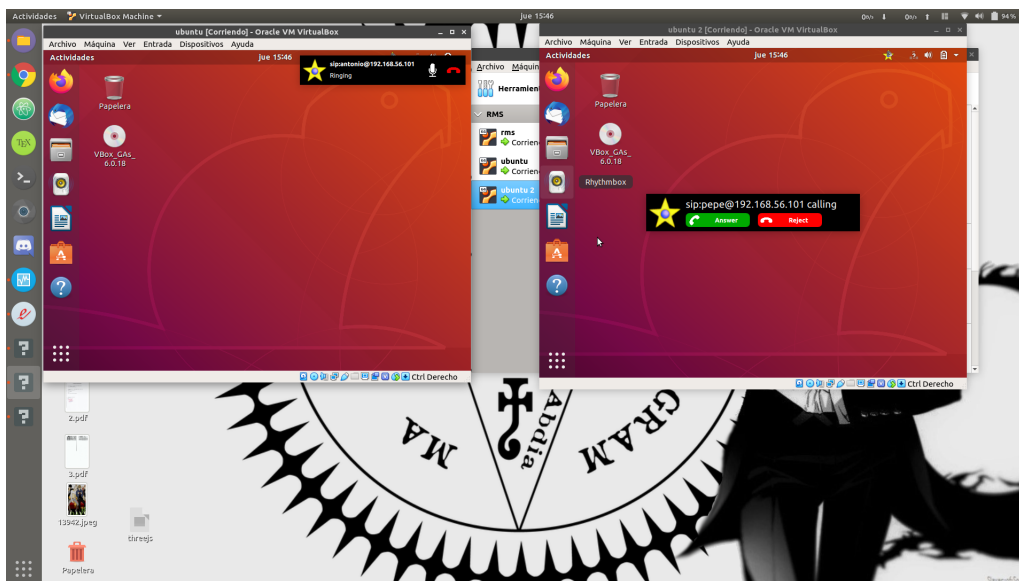 Actividades VirtualBox Machine jue 15:46 94%
ubuntu [Corriendo] - Oracle VM VirtualBox
Archivo Máquina Ver Entrada Dispositivos Ayuda
Actividades jue 15:46
sip:antonio@192.168.56.101
Ringing
Papelera
VBox_GAs_
6.0.18
Ctrl Derecho
Archivo Máquin
Herramien
RMS
rms
Corrien
ubuntu
Corrien
ubuntu 2
Corrien
ubuntu 2 [Corriendo] - Oracle VM VirtualBox
Archivo Máquina Ver Entrada Dispositivos Ayuda
Actividades jue 15:46
Papelera
VBox_GAs_
6.0.18
Rhythmbox
sip:pepe@192.168.56.101 calling
Answer Reject
Ctrl Derecho
TEX
2.pdf
3.pdf
13942.jpeg
threejs
Papelera
MA
Abdia
GRAM